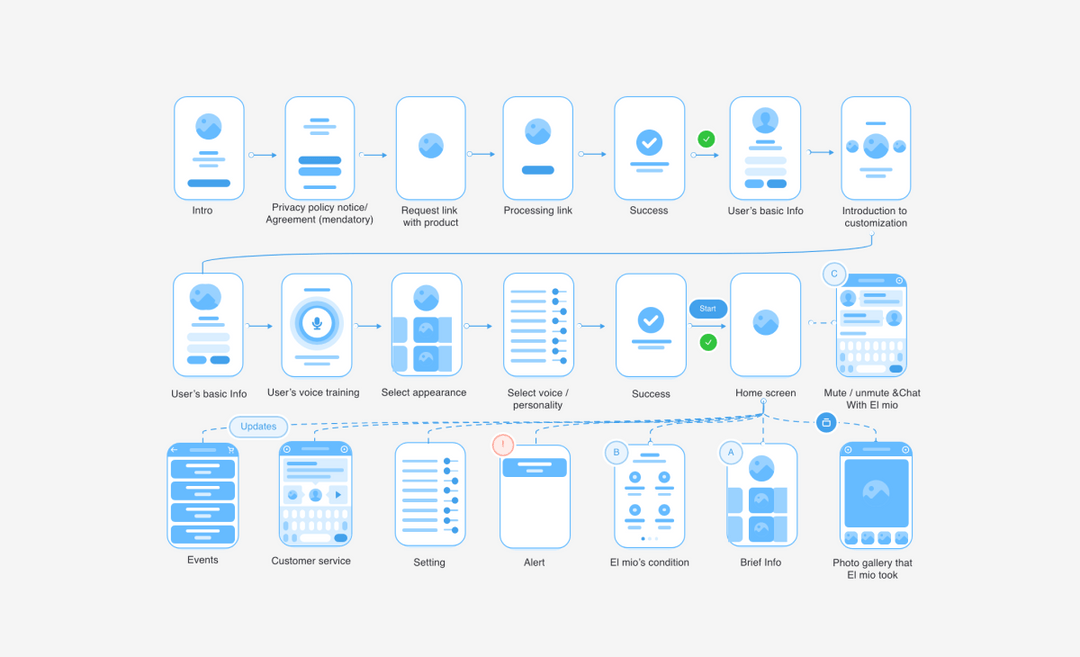 Intro
Privacy policy notice/
Agreement (mendatory)
Request link
with product
Processing link
Success
User's basic Info
Introduction to
customization
C
Start
User's basic Info
User's voice training
Select appearance
Select voice /
personality
Success
Home screen
Mute / unmute &Chat
With El mio
Updates
!
B
A
Events
Customer service
Setting
Alert
El mio's condition
Brief Info
Photo gallery that
El mio took